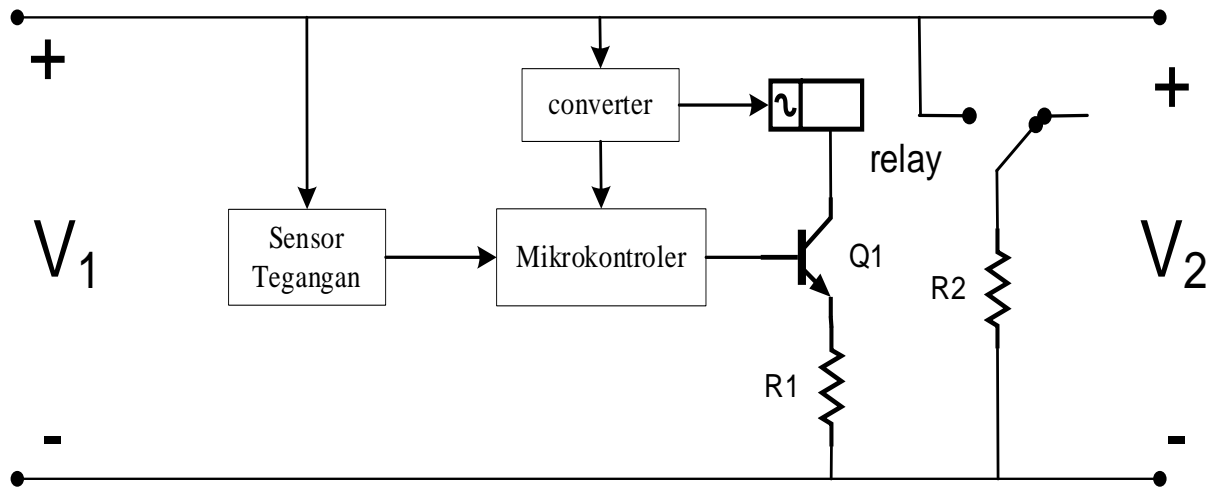 +
+
converter
relay
V1
Sensor
Tegangan
Mikrokontroler
Q1
R2
V2
R1
-
-